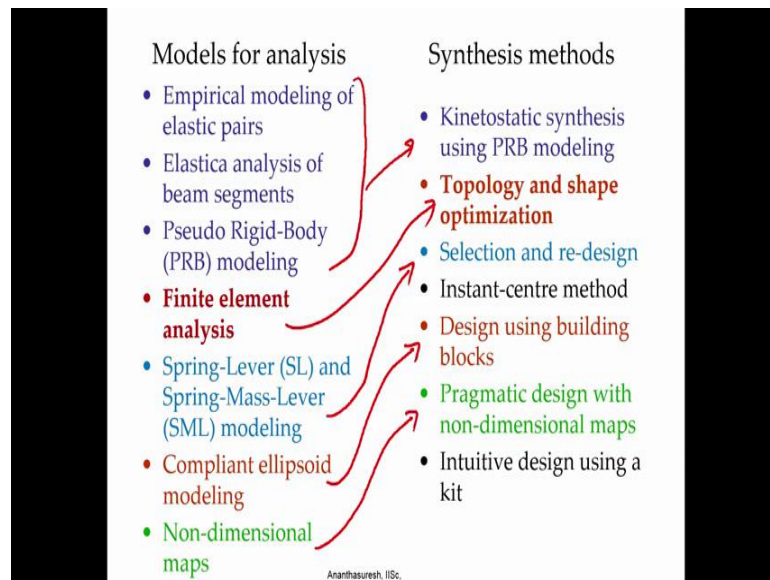 Models for analysis
• Empirical modeling of
elastic pairs
• Elastica analysis of
beam segments
• Pseudo Rigid-Body
(PRB) modeling
• Finite element
analysis
• Spring-Lever (SL) and
Spring-Mass-Lever
(SML) modeling
• Compliant ellipsoid
modeling
• Non-dimensional
maps
Synthesis methods
• Kinetostatic synthesis
using PRB modeling
• Topology and shape
optimization
• Selection and re-design
• Instant-centre method
• Design using building
blocks
• Pragmatic design with
non-dimensional maps
• Intuitive design using a
kit
Ananthasuresh, IISc,